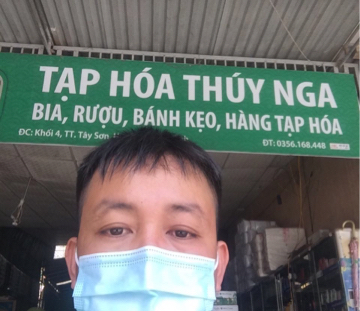 TẠP HÓA THÚY NGA
BIA, RƯỢU, BÁNH KẸO, HÀNG TẠP HÓA
ĐC: Khối 4, TT. Tây Sơn,
ĐT: 0356.168.448